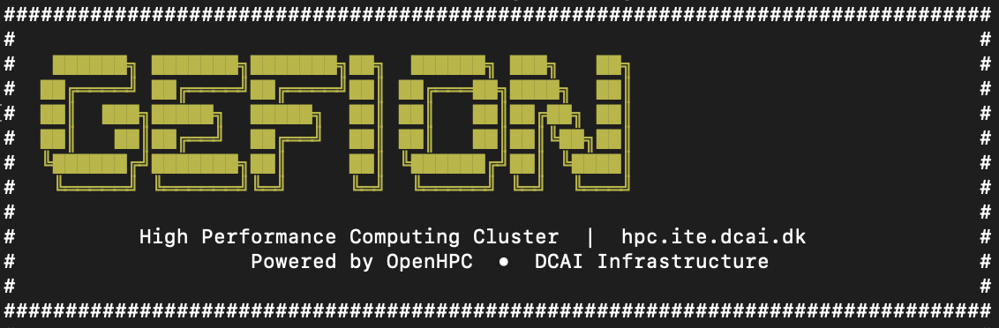 ################################################################################
#                                                                              #
GEFION
High Performance Computing Cluster | hpc.ite.dcai.dk
Powered by OpenHPC ● DCAI Infrastructure
################################################################################